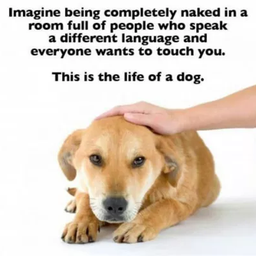 Imagine being completely naked in a
room full of people who speak
a different language and
everyone wants to touch you.
This is the life of a dog.